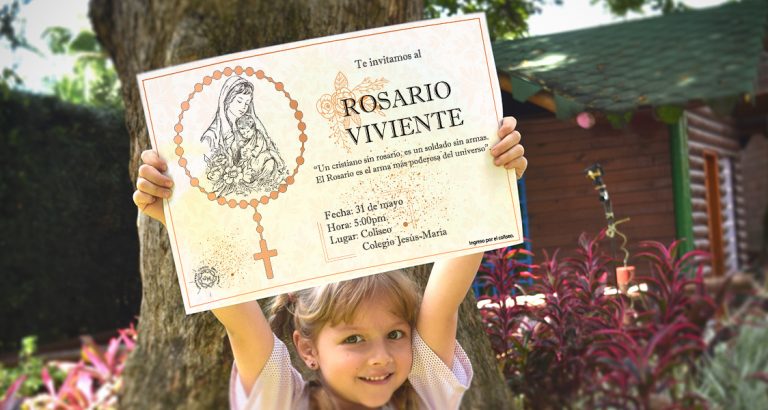 Te invitamos al
ROSARIO
VIVIENTE
“Un cristiano sin rosario, es un soldado sin armas.
El Rosario es el arma más poderosa del universo”
Fecha: 31 de mayo
Hora: 5:00pm.
Lugar: Coliseo
Colegio Jesús-María
Ingreso por el coliseo.